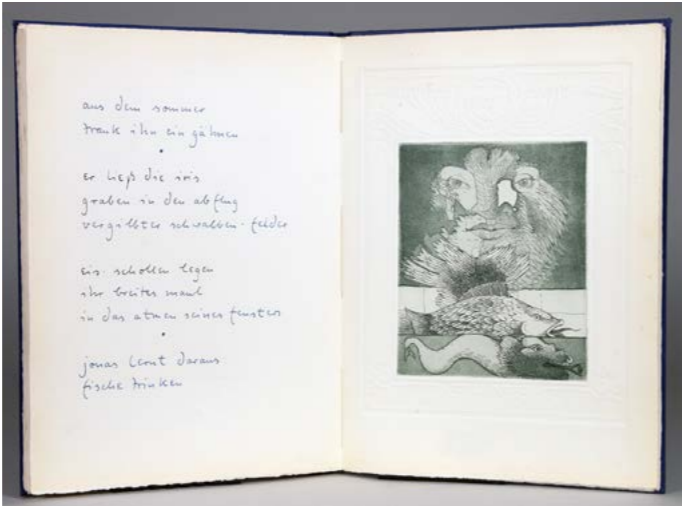 aus dem sommer
trank ihn ein gähnen
er ließ die iris
graben in den abflug
vergilbter schwalben-felder
eis-schollen legen
ihr breites maul
in das atmen seines fensters
jonas lernt daraus:
fische trinken